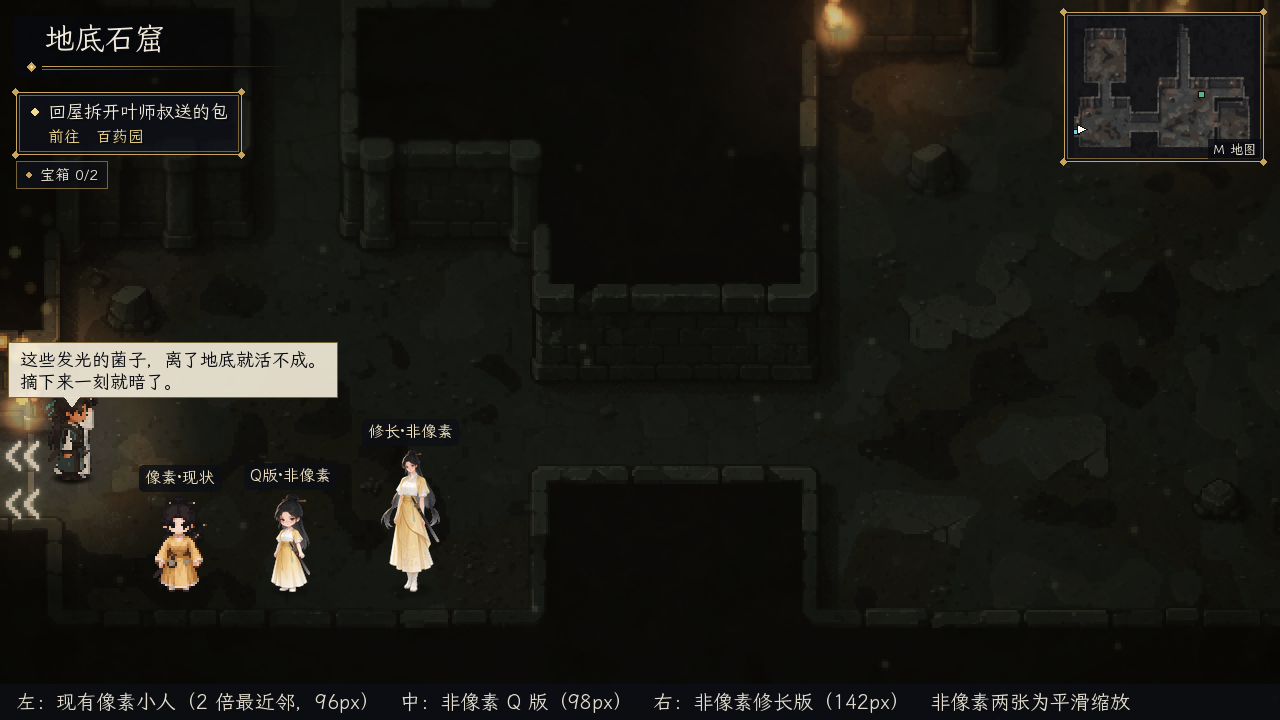 地底石窟
回屋拆开叶师叔送的包
前往 百药园
宝箱 0/2
M 地图
这些发光的菌子，离了地底就活不成。
摘下来一刻就暗了。
修长·非像素
像素·现状
Q版·非像素
左：现有像素小人（2 倍最近邻，96px） 中：非像素 Q 版（98px） 右：非像素修长版（142px） 非像素两张为平滑缩放